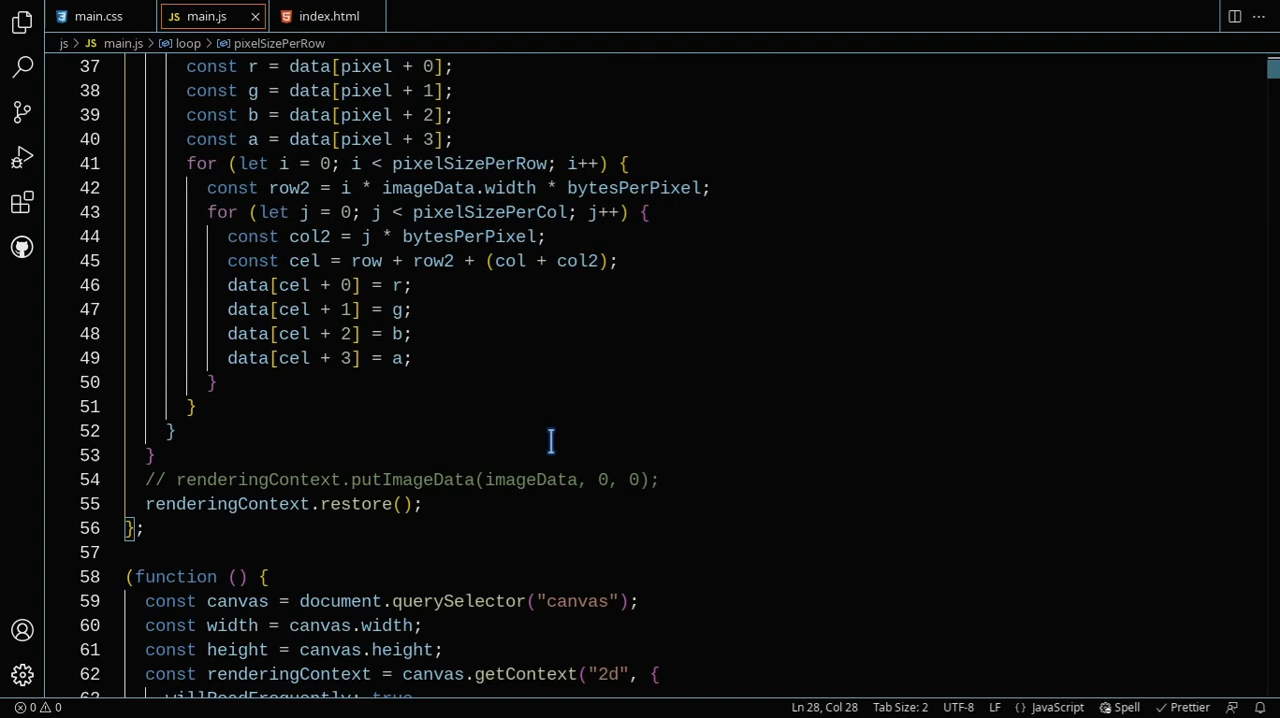 main.css JS main.js index.html
js > JS main.js > loop > pixelSizePerRow
37 const r = data[pixel + 0];
38 const g = data[pixel + 1];
39 const b = data[pixel + 2];
40 const a = data[pixel + 3];
41 for (let i = 0; i < pixelSizePerRow; i++) {
42 const row2 = i * imageData.width * bytesPerPixel;
43 for (let j = 0; j < pixelSizePerCol; j++) {
44 const col2 = j * bytesPerPixel;
45 const cel = row + row2 + (col + col2);
46 data[cel + 0] = r;
47 data[cel + 1] = g;
48 data[cel + 2] = b;
49 data[cel + 3] = a;
50 }
51 }
52 }
53 }
54 // renderingContext.putImageData(imageData, 0, 0);
55 renderingContext.restore();
56 };
57
58 (function () {
59 const canvas = document.querySelector("canvas");
60 const width = canvas.width;
61 const height = canvas.height;
62 const renderingContext = canvas.getContext("2d", {
63 willReadFrequently: true
0 0 Ln 28, Col 28 Tab Size: 2 UTF-8 LF {} JavaScript Spell Prettier